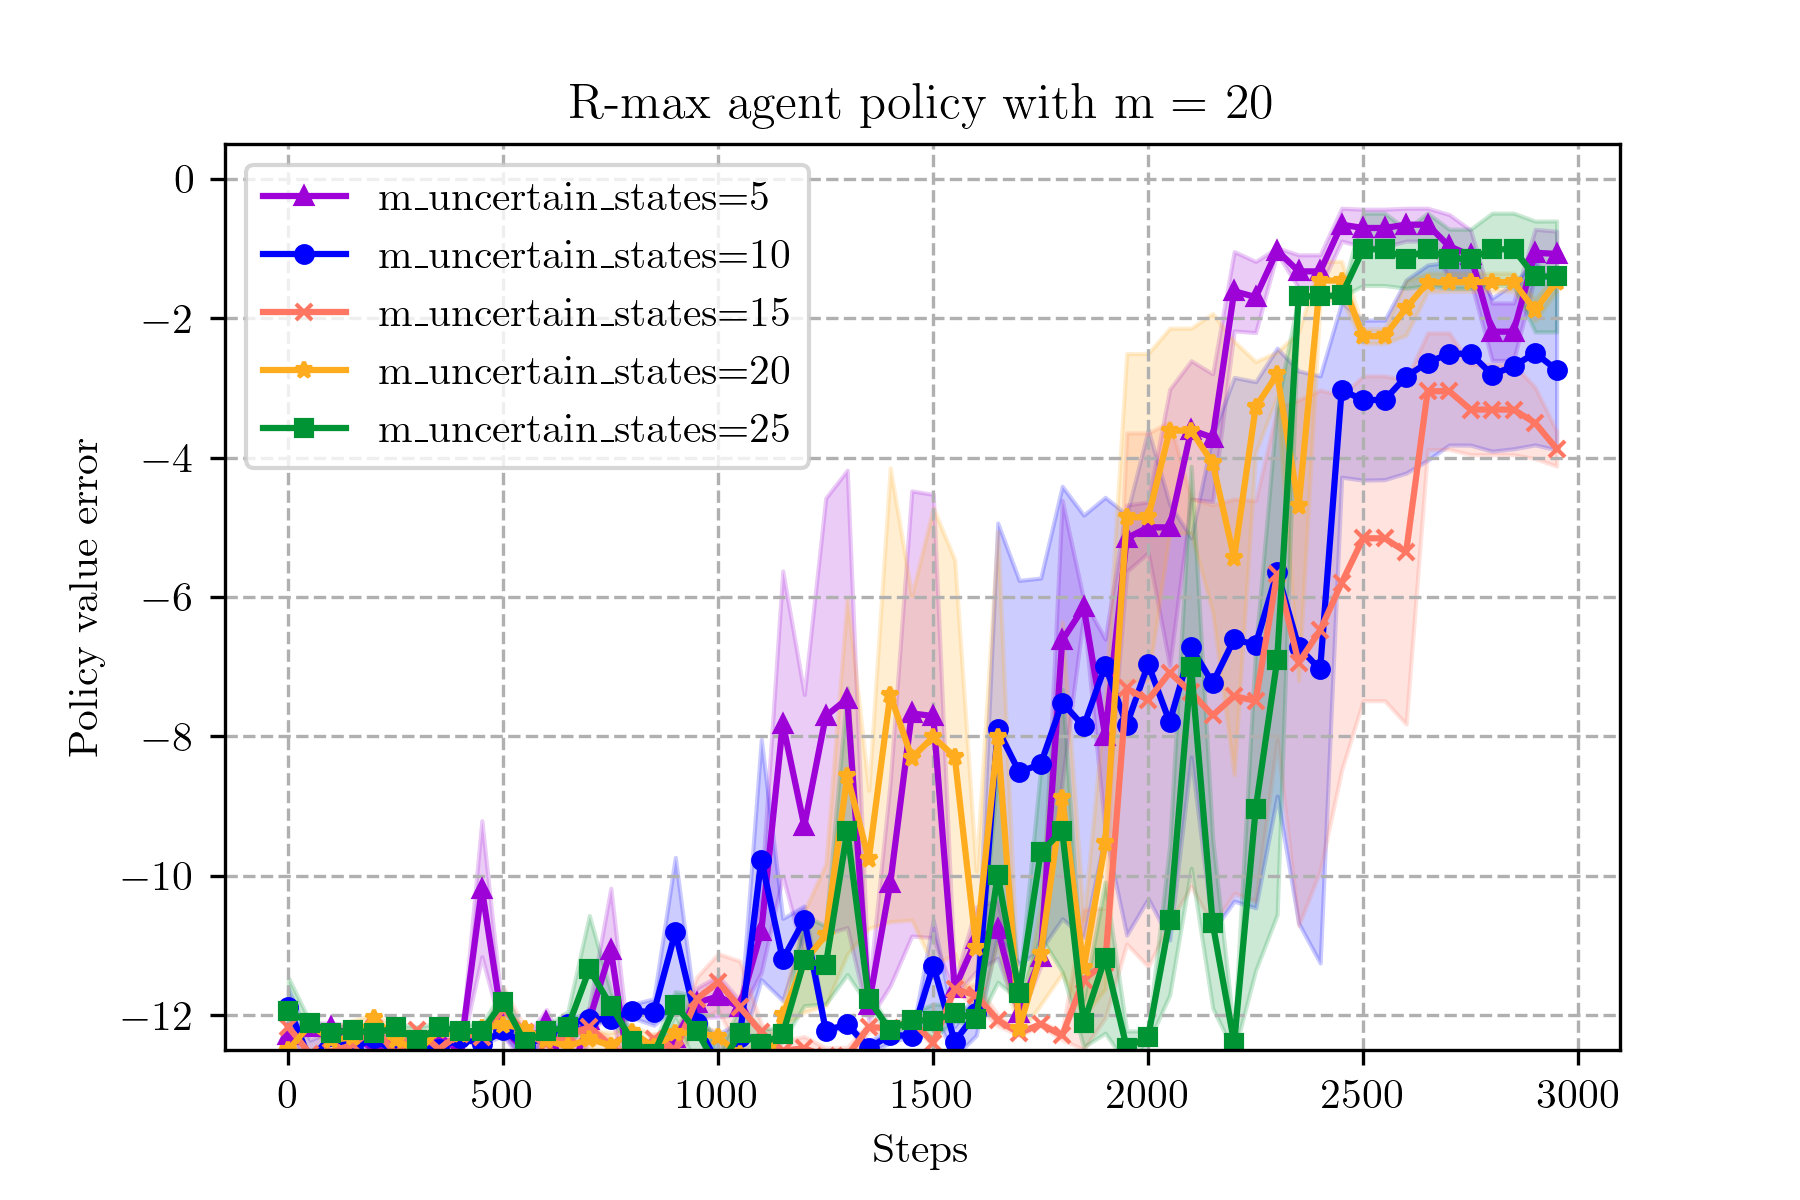 R-max agent policy with m = 20
m_uncertain_states=5
m_uncertain_states=10
m_uncertain_states=15
m_uncertain_states=20
m_uncertain_states=25
Policy value error
0
−2
−4
−6
−8
−10
−12
0 500 1000 1500 2000 2500 3000
Steps